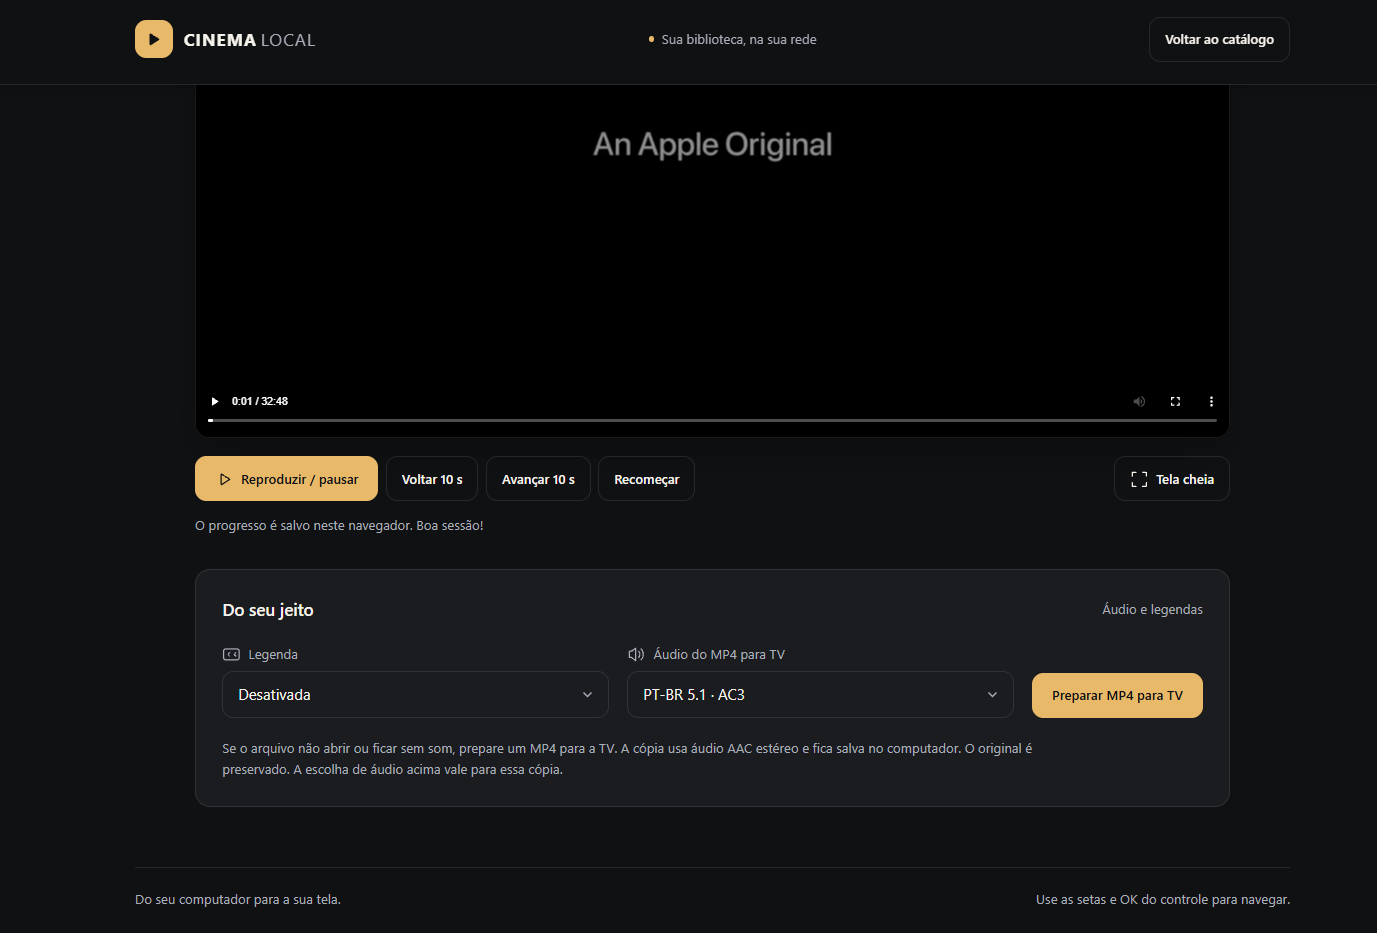 CINEMA LOCAL
Sua biblioteca, na sua rede
Voltar ao catálogo
An Apple Original
0:01 / 32:48
Reproduzir / pausar
Voltar 10 s
Avançar 10 s
Recomeçar
Tela cheia
O progresso é salvo neste navegador. Boa sessão!
Do seu jeito
Áudio e legendas
Legenda
Áudio do MP4 para TV
Desativada
PT-BR 5.1 · AC3
Preparar MP4 para TV
Se o arquivo não abrir ou ficar sem som, prepare um MP4 para a TV. A cópia usa áudio AAC estéreo e fica salva no computador. O original é
preservado. A escolha de áudio acima vale para essa cópia.
Do seu computador para a sua tela.
Use as setas e OK do controle para navegar.